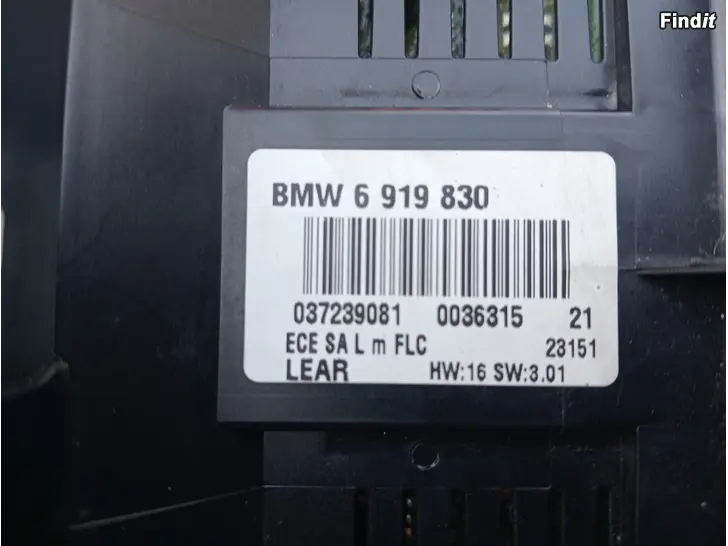 Findit
BMW 6 919 830
037239081 0036315 21
ECE SA L m FLC 23151
LEAR HW:16 SW:3.01